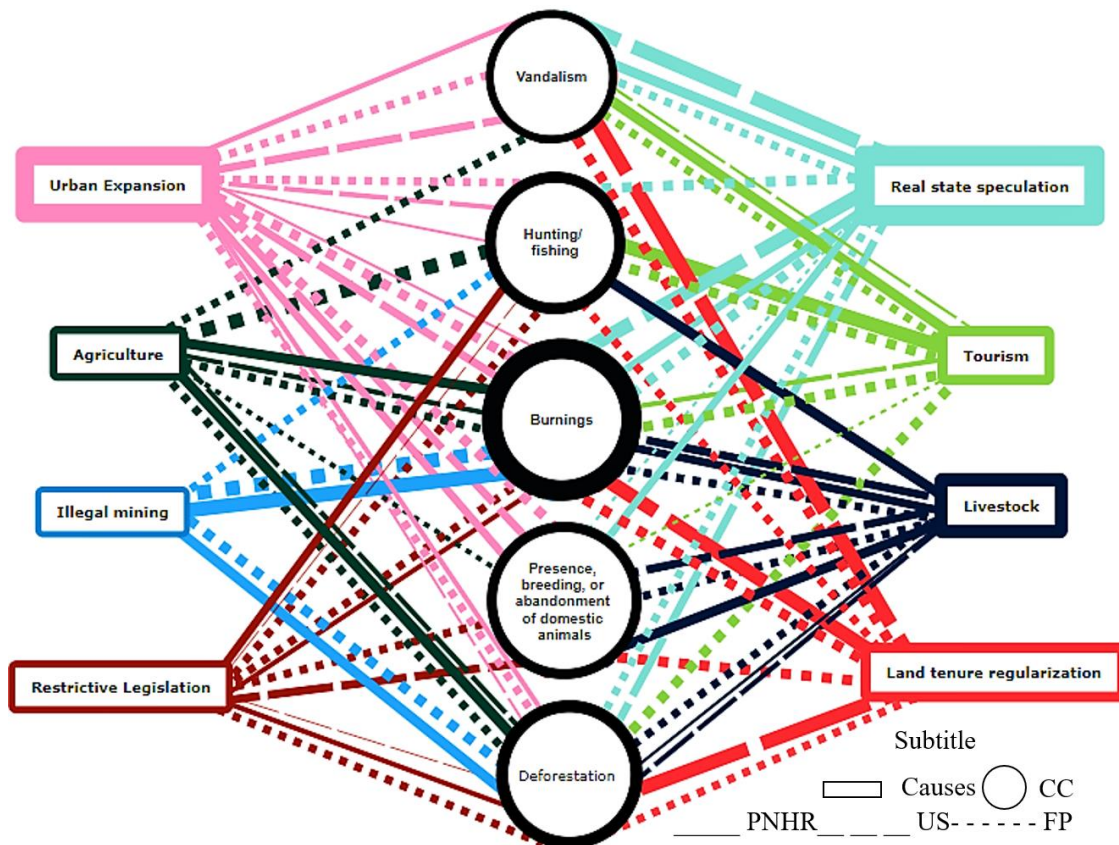 Vandalism
Urban Expansion
Real state speculation
Hunting/
fishing
Agriculture
Tourism
Burnings
Illegal mining
Livestock
Presence,
breeding, or
abandonment
of domestic
animals
Restrictive Legislation
Land tenure regularization
Deforestation
Subtitle
Causes CC
PNHR US FP